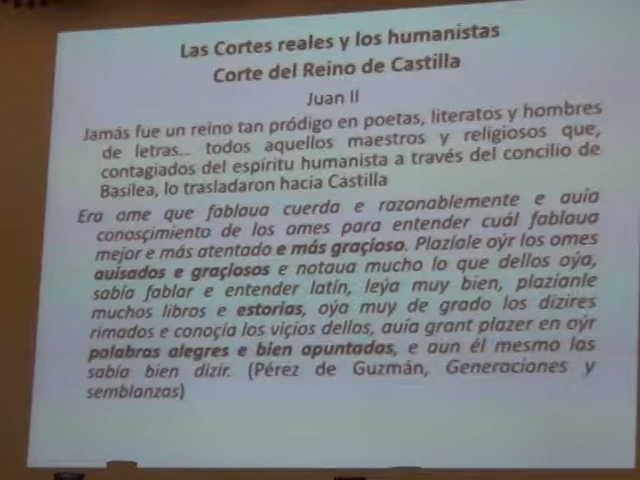 Las Cortes reales y los humanistas
Corte del Reino de Castilla
Juan II
Jamás fue un reino tan pródigo en poetas, literatos y hombres
de letras... todos aquellos maestros y religiosos que,
contagiados del espíritu humanista a través del concilio de
Basilea, lo trasladaron hacia Castilla
Era ome que fablaua cuerda e razonablemente e auia
conosçimiento de los omes para entender cuál fablaua
mejor e más atentado e más graçioso. Plazíale oýr los omes
auisados e graçiosos e notaua mucho lo que dellos oýa,
sabía fablar e entender latín, leýa muy bien, plazíanle
muchos libros e estorias, oýa muy de grado los dizires
rimados e conoçía los viçios dellos, auía grant plazer en oýr
palabras alegres e bien apuntadas, e aun él mesmo las
sabía bien dizir. (Pérez de Guzmán, Generaciones y
semblanzas)